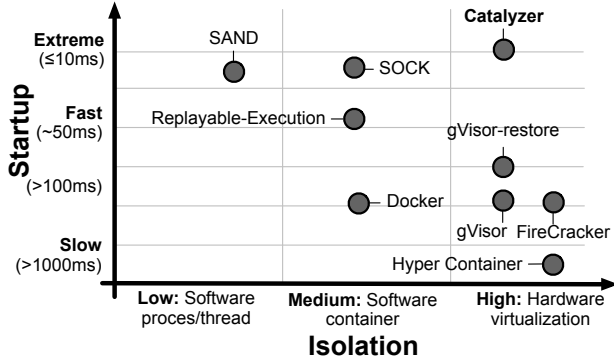 Catalyzer
Extreme
(≤10ms)
SAND
SOCK
Fast
(~50ms)
Replayable-Execution
gVisor-restore
Startup
(>100ms)
Docker
gVisor
FireCracker
Slow
(>1000ms)
Hyper Container
Low: Software
proces/thread
Medium: Software
container
High: Hardware
virtualization
Isolation